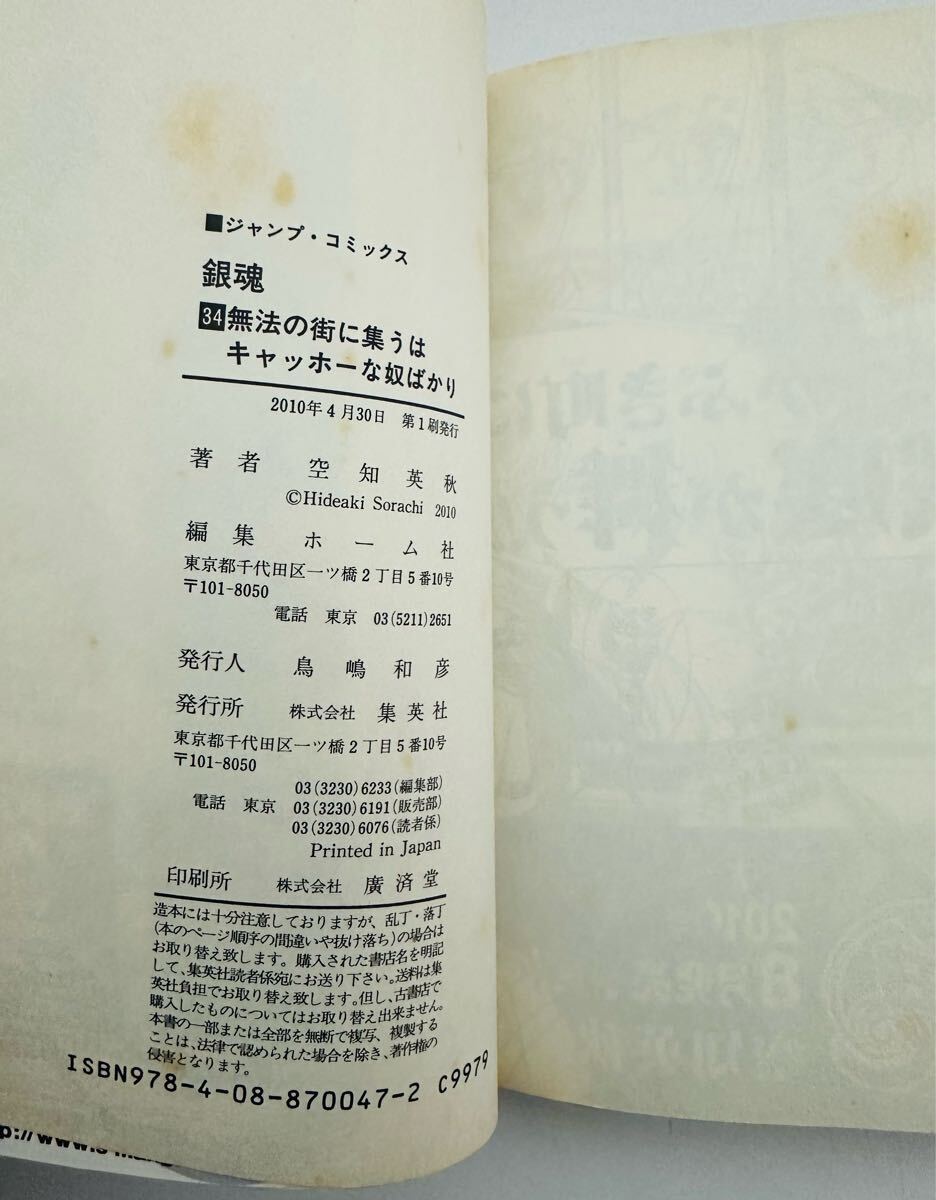 ■ジャンプ・コミックス
銀魂
34無法の街に集うは
キャッホーな奴ばかり
2010年4月30日 第1刷発行
著者 空知英秋
©Hideaki Sorachi 2010
編集 ホーム社
東京都千代田区一ツ橋2丁目5番10号
〒101-8050
電話 東京 03(5211)2651
発行人 鳥嶋和彦
発行所 株式会社 集英社
東京都千代田区一ツ橋2丁目5番10号
〒101-8050
03(3230)6233(編集部)
電話 東京 03(3230)6191(販売部)
03(3230)6076(読者係)
Printed in Japan
印刷所 株式会社 廣済堂
造本には十分注意しておりますが、乱丁・落丁
(本のページ順序の間違いや抜け落ち)の場合は
お取り替え致します。購入された書店名を明記
して、集英社読者係宛にお送り下さい。送料は集
英社負担でお取り替え致します。但し、古書店で
購入したものについてはお取り替え出来ません。
本書の一部または全部を無断で複写、複製する
ことは、法律で認められた場合を除き、著作権の
侵害となります。
ISBN978-4-08-870047-2 C9979